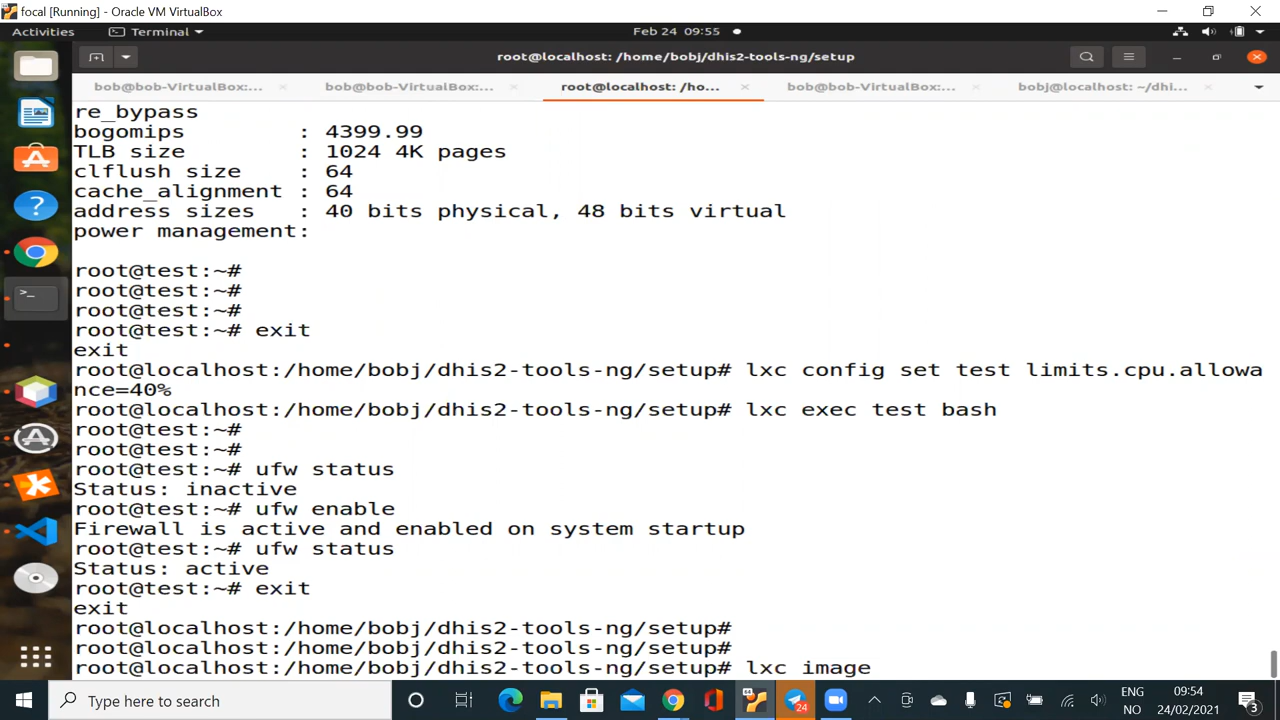 focal [Running] - Oracle VM VirtualBox
Activities
Terminal
Feb 24 09:55
root@localhost: /home/bobj/dhis2-tools-ng/setup
bob@bob-VirtualBox:...
bob@bob-VirtualBox:...
root@localhost: /ho...
bob@bob-VirtualBox:...
bobj@localhost: ~/dhi...
re_bypass
bogomips : 4399.99
TLB size : 1024 4K pages
clflush size : 64
cache_alignment : 64
address sizes : 40 bits physical, 48 bits virtual
power management:
root@test:~#
root@test:~#
root@test:~#
root@test:~# exit
exit
root@localhost:/home/bobj/dhis2-tools-ng/setup# lxc config set test limits.cpu.allowa
nce=40%
root@localhost:/home/bobj/dhis2-tools-ng/setup# lxc exec test bash
root@test:~#
root@test:~#
root@test:~# ufw status
Status: inactive
root@test:~# ufw enable
Firewall is active and enabled on system startup
root@test:~# ufw status
Status: active
root@test:~# exit
exit
root@localhost:/home/bobj/dhis2-tools-ng/setup#
root@localhost:/home/bobj/dhis2-tools-ng/setup#
root@localhost:/home/bobj/dhis2-tools-ng/setup# lxc image
Type here to search
24
ENG
NO
09:54
24/02/2021
3